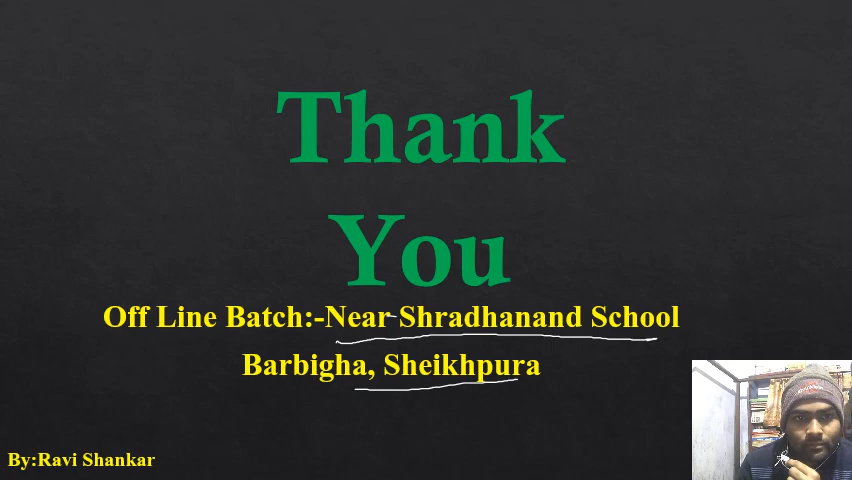 Thank
You
Off Line Batch:-Near Shradhanand School
Barbigha, Sheikhpura
By:Ravi Shankar